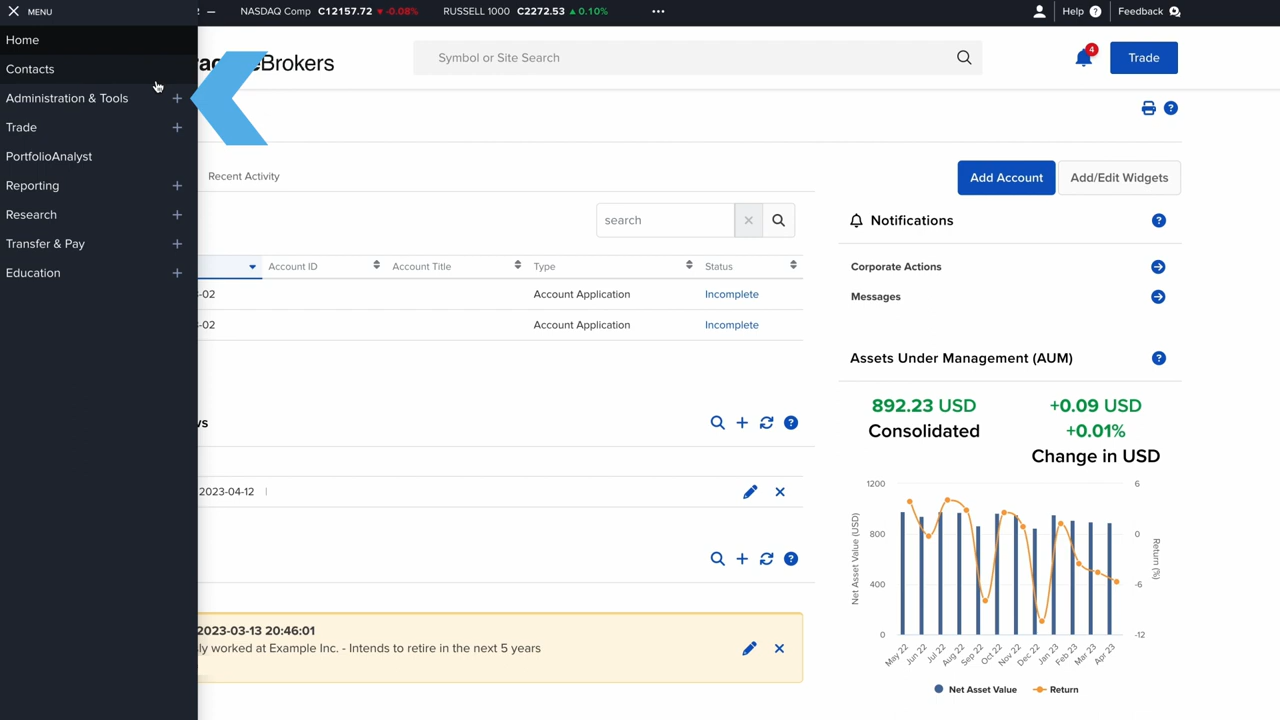 MENU
NASDAQ Comp C12157.72 -0.08% RUSSELL 1000 C2272.53 0.10% Help Feedback
Home
Contacts
Administration & Tools
Trade
PortfolioAnalyst
Reporting
Research
Transfer & Pay
Education
Brokers
Symbol or Site Search
4
Trade
Recent Activity
Add Account
Add/Edit Widgets
search
Account ID Account Title Type Status
-02 Account Application Incomplete
-02 Account Application Incomplete
2023-04-12
2023-03-13 20:46:01
worked at Example Inc. - Intends to retire in the next 5 years
Notifications
Corporate Actions
Messages
Assets Under Management (AUM)
892.23 USD
Consolidated
+0.09 USD
+0.01%
Change in USD
Net Asset Value (USD)
1200
800
400
0
6
0
-6
-12
Return (%)
May 22 Jun 22 Jul 22 Aug 22 Sep 22 Oct 22 Nov 22 Dec 22 Jan 23 Feb 23 Mar 23 Apr 23
Net Asset Value Return